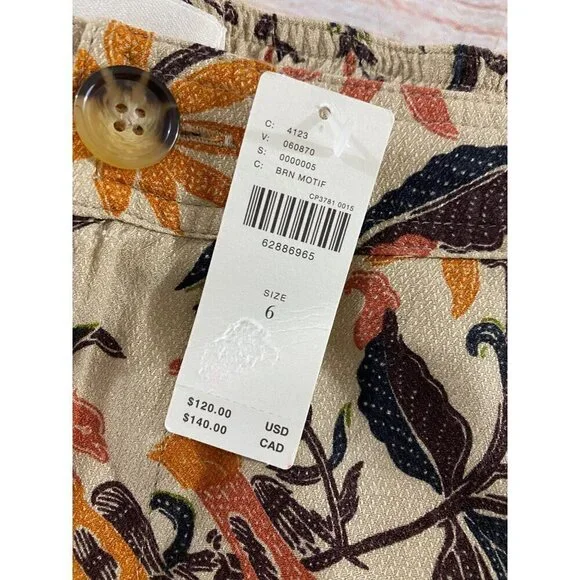 C: 4123
V: 060870
S: 0000005
C: BRN MOTIF
CP3781 0015
62886965
SIZE
6
$120.00 USD
$140.00 CAD